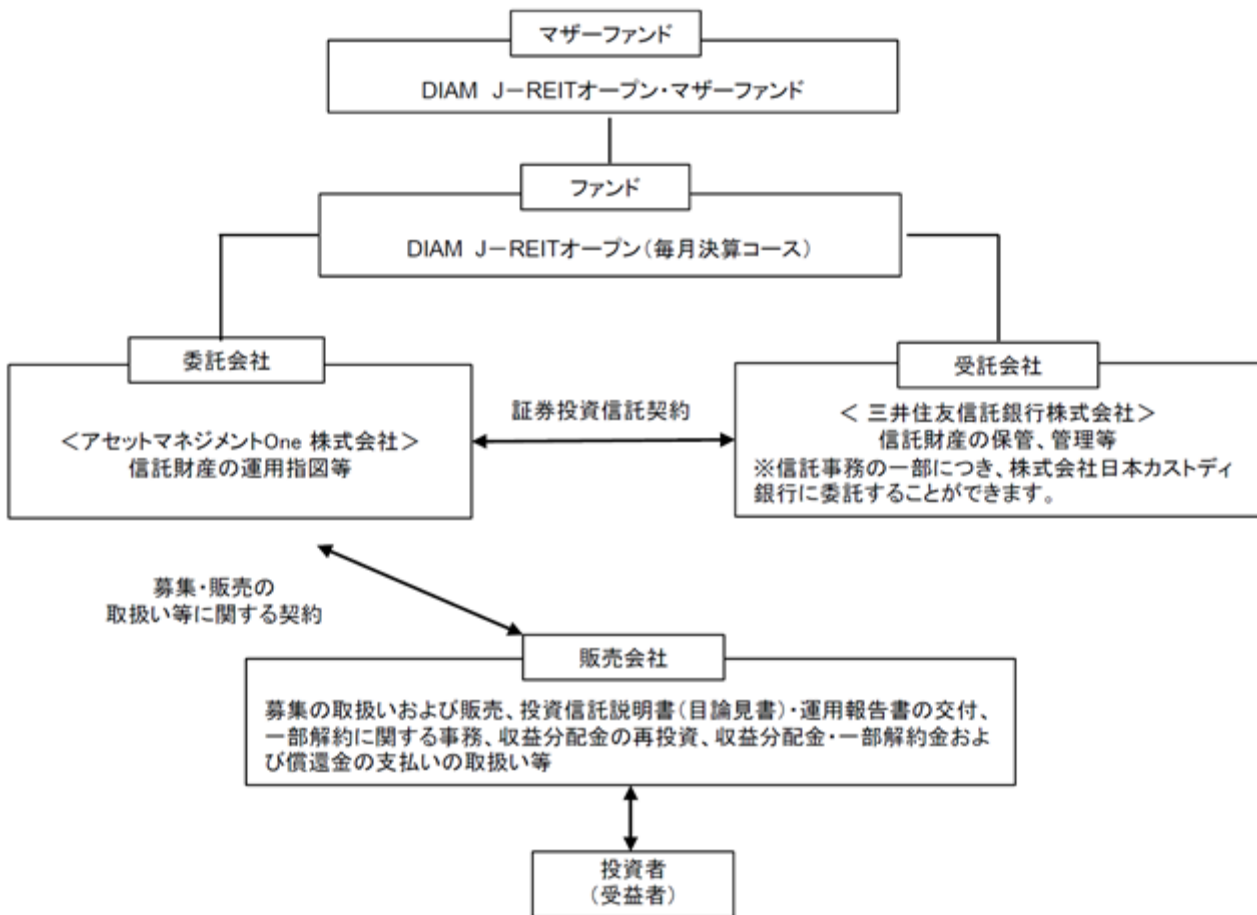 マザーファンド
DIAM J－REITオープン・マザーファンド
ファンド
DIAM J－REITオープン（毎月決算コース）
委託会社
＜アセットマネジメントOne 株式会社＞
信託財産の運用指図等
証券投資信託契約
受託会社
＜ 三井住友信託銀行株式会社＞
信託財産の保管、管理等
※信託事務の一部につき、株式会社日本カストディ
銀行に委託することができます。
募集・販売の
取扱い等に関する契約
販売会社
募集の取扱いおよび販売、投資信託説明書（目論見書）・運用報告書の交付、
一部解約に関する事務、収益分配金の再投資、収益分配金・一部解約金およ
び償還金の支払いの取扱い等
投資者
（受益者）